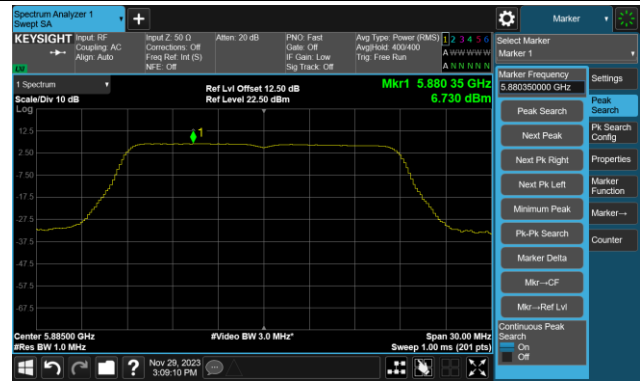 Spectrum Analyzer 1
Swept SA
+
Marker
KEYSIGHT
Input: RF
Coupling: AC
Align: Auto
Input Z: 50 Ω
Corrections: Off
Freq Ref: Int (S)
NFE: Off
Atten: 20 dB
PNO: Fast
Gate: Off
IF Gain: Low
Sig Track: Off
Avg Type: Power (RMS)
Avg|Hold: 400/400
Trig: Free Run
1 2 3 4 5 6
A W W W W W
A N N N N N
Select Marker
Marker 1
1 Spectrum
Scale/Div 10 dB
Log
Ref Lvl Offset 12.50 dB
Ref Level 22.50 dBm
Mkr1 5.880 35 GHz
6.730 dBm
1
12.5
2.50
-7.50
-17.5
-27.5
-37.5
-47.5
-57.5
-67.5
Center 5.88500 GHz
#Res BW 1.0 MHz
#Video BW 3.0 MHz*
Span 30.00 MHz
Sweep 1.00 ms (201 pts)
Marker Frequency
5.880350000 GHz
Peak Search
Next Peak
Next Pk Right
Next Pk Left
Minimum Peak
Pk-Pk Search
Marker Delta
Mkr→CF
Mkr→Ref Lvl
Continuous Peak
Search
On
Off
Settings
Peak
Search
Pk Search
Config
Properties
Marker
Function
Marker→
Counter
?
Nov 29, 2023
3:09:10 PM